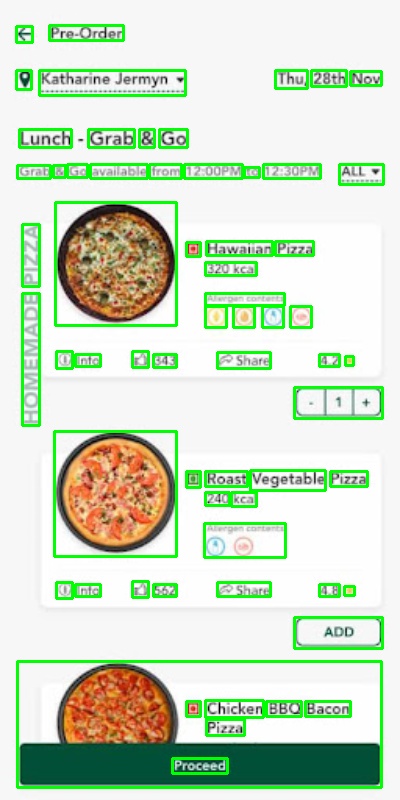 Pre-Order
Katharine Jermyn
Thu, 28th Nov
Lunch - Grab & Go
Grab & Go available from 12:00PM to 12:30PM
ALL
HOMEMADE PIZZA
Hawaiian Pizza
320 kcal
Allergen contents
Info
343
Share
4.2
- 1 +
Roast Vegetable Pizza
240 kcal
Allergen contents
Info
562
Share
4.8
ADD
Chicken BBQ Bacon
Pizza
Proceed